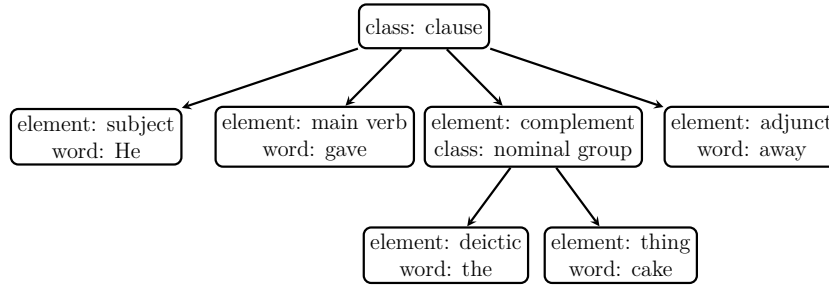 class: clause
element: subject
word: He
element: main verb
word: gave
element: complement
class: nominal group
element: adjunct
word: away
element: deictic
word: the
element: thing
word: cake